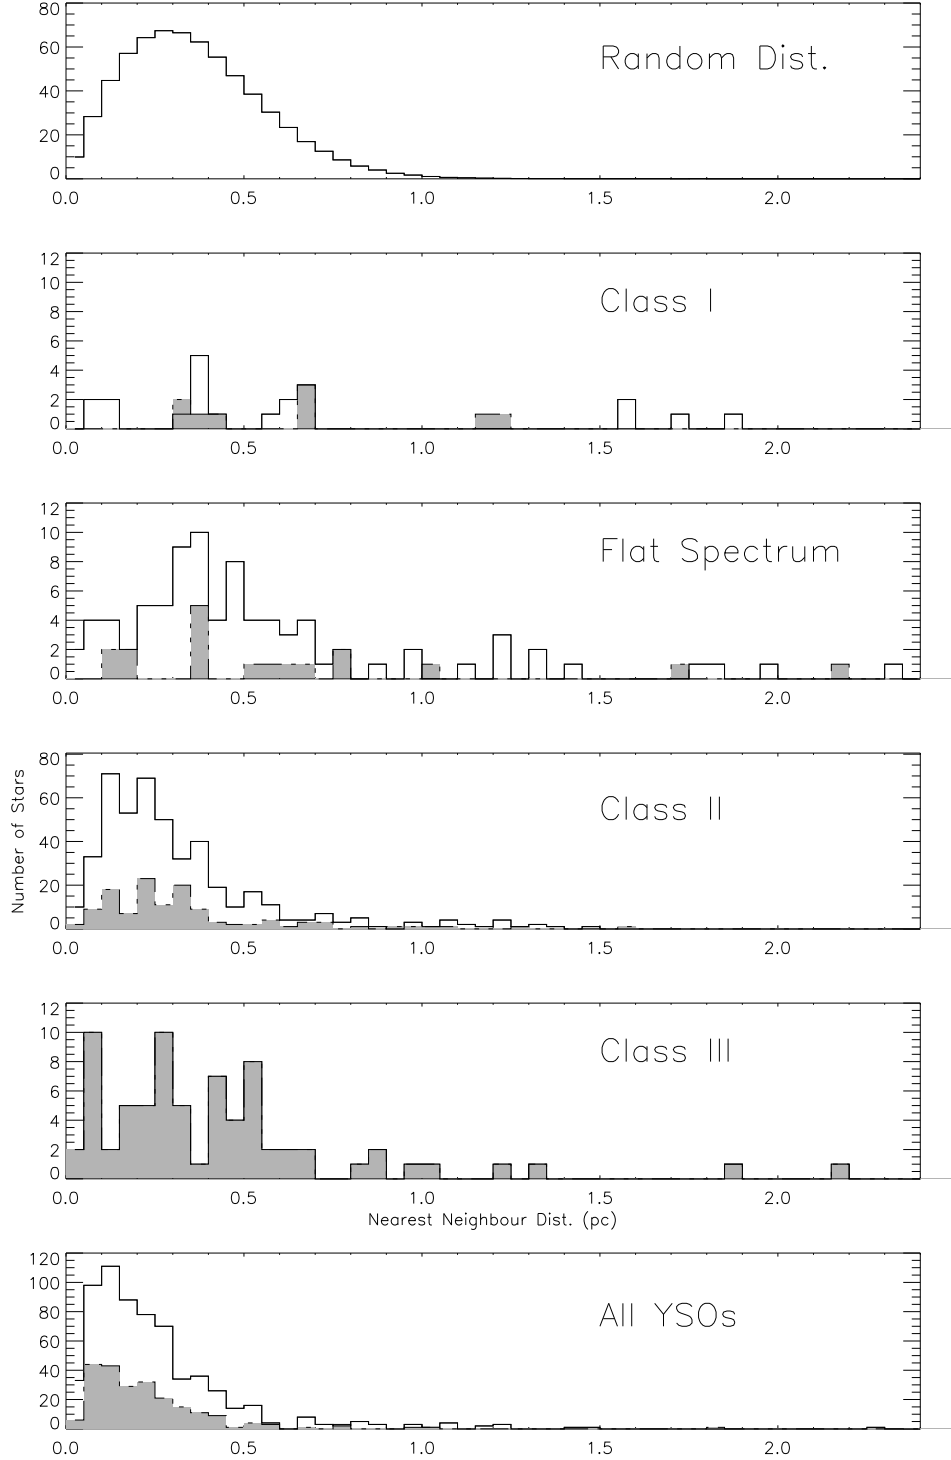 80
60
Random Dist.
40
20
0
0.0 0.5 1.0 1.5 2.0
12
10
Class I
8
6
4
2
0
0.0 0.5 1.0 1.5 2.0
12
10
Flat Spectrum
8
6
4
2
0
0.0 0.5 1.0 1.5 2.0
Number of Stars
80
60
Class II
40
20
0
0.0 0.5 1.0 1.5 2.0
12
10
Class III
8
6
4
2
0
0.0 0.5 1.0 1.5 2.0
Nearest Neighbour Dist. (pc)
120
100
All YSOs
80
60
40
20
0
0.0 0.5 1.0 1.5 2.0